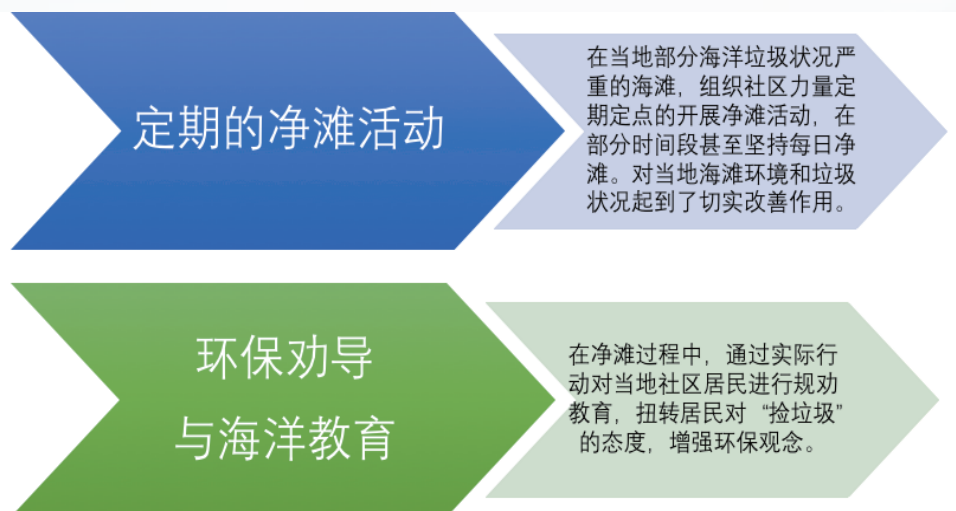 定期的净滩活动
在当地部分海洋垃圾状况严
重的海滩，组织社区力量定
期定点的开展净滩活动，在
部分时间段甚至坚持每日净
滩。对当地海滩环境和垃圾
状况起到了切实改善作用。
环保劝导
与海洋教育
在净滩过程中，通过实际行
动对当地社区居民进行规劝
教育，扭转居民对“捡垃圾”
的态度，增强环保观念。